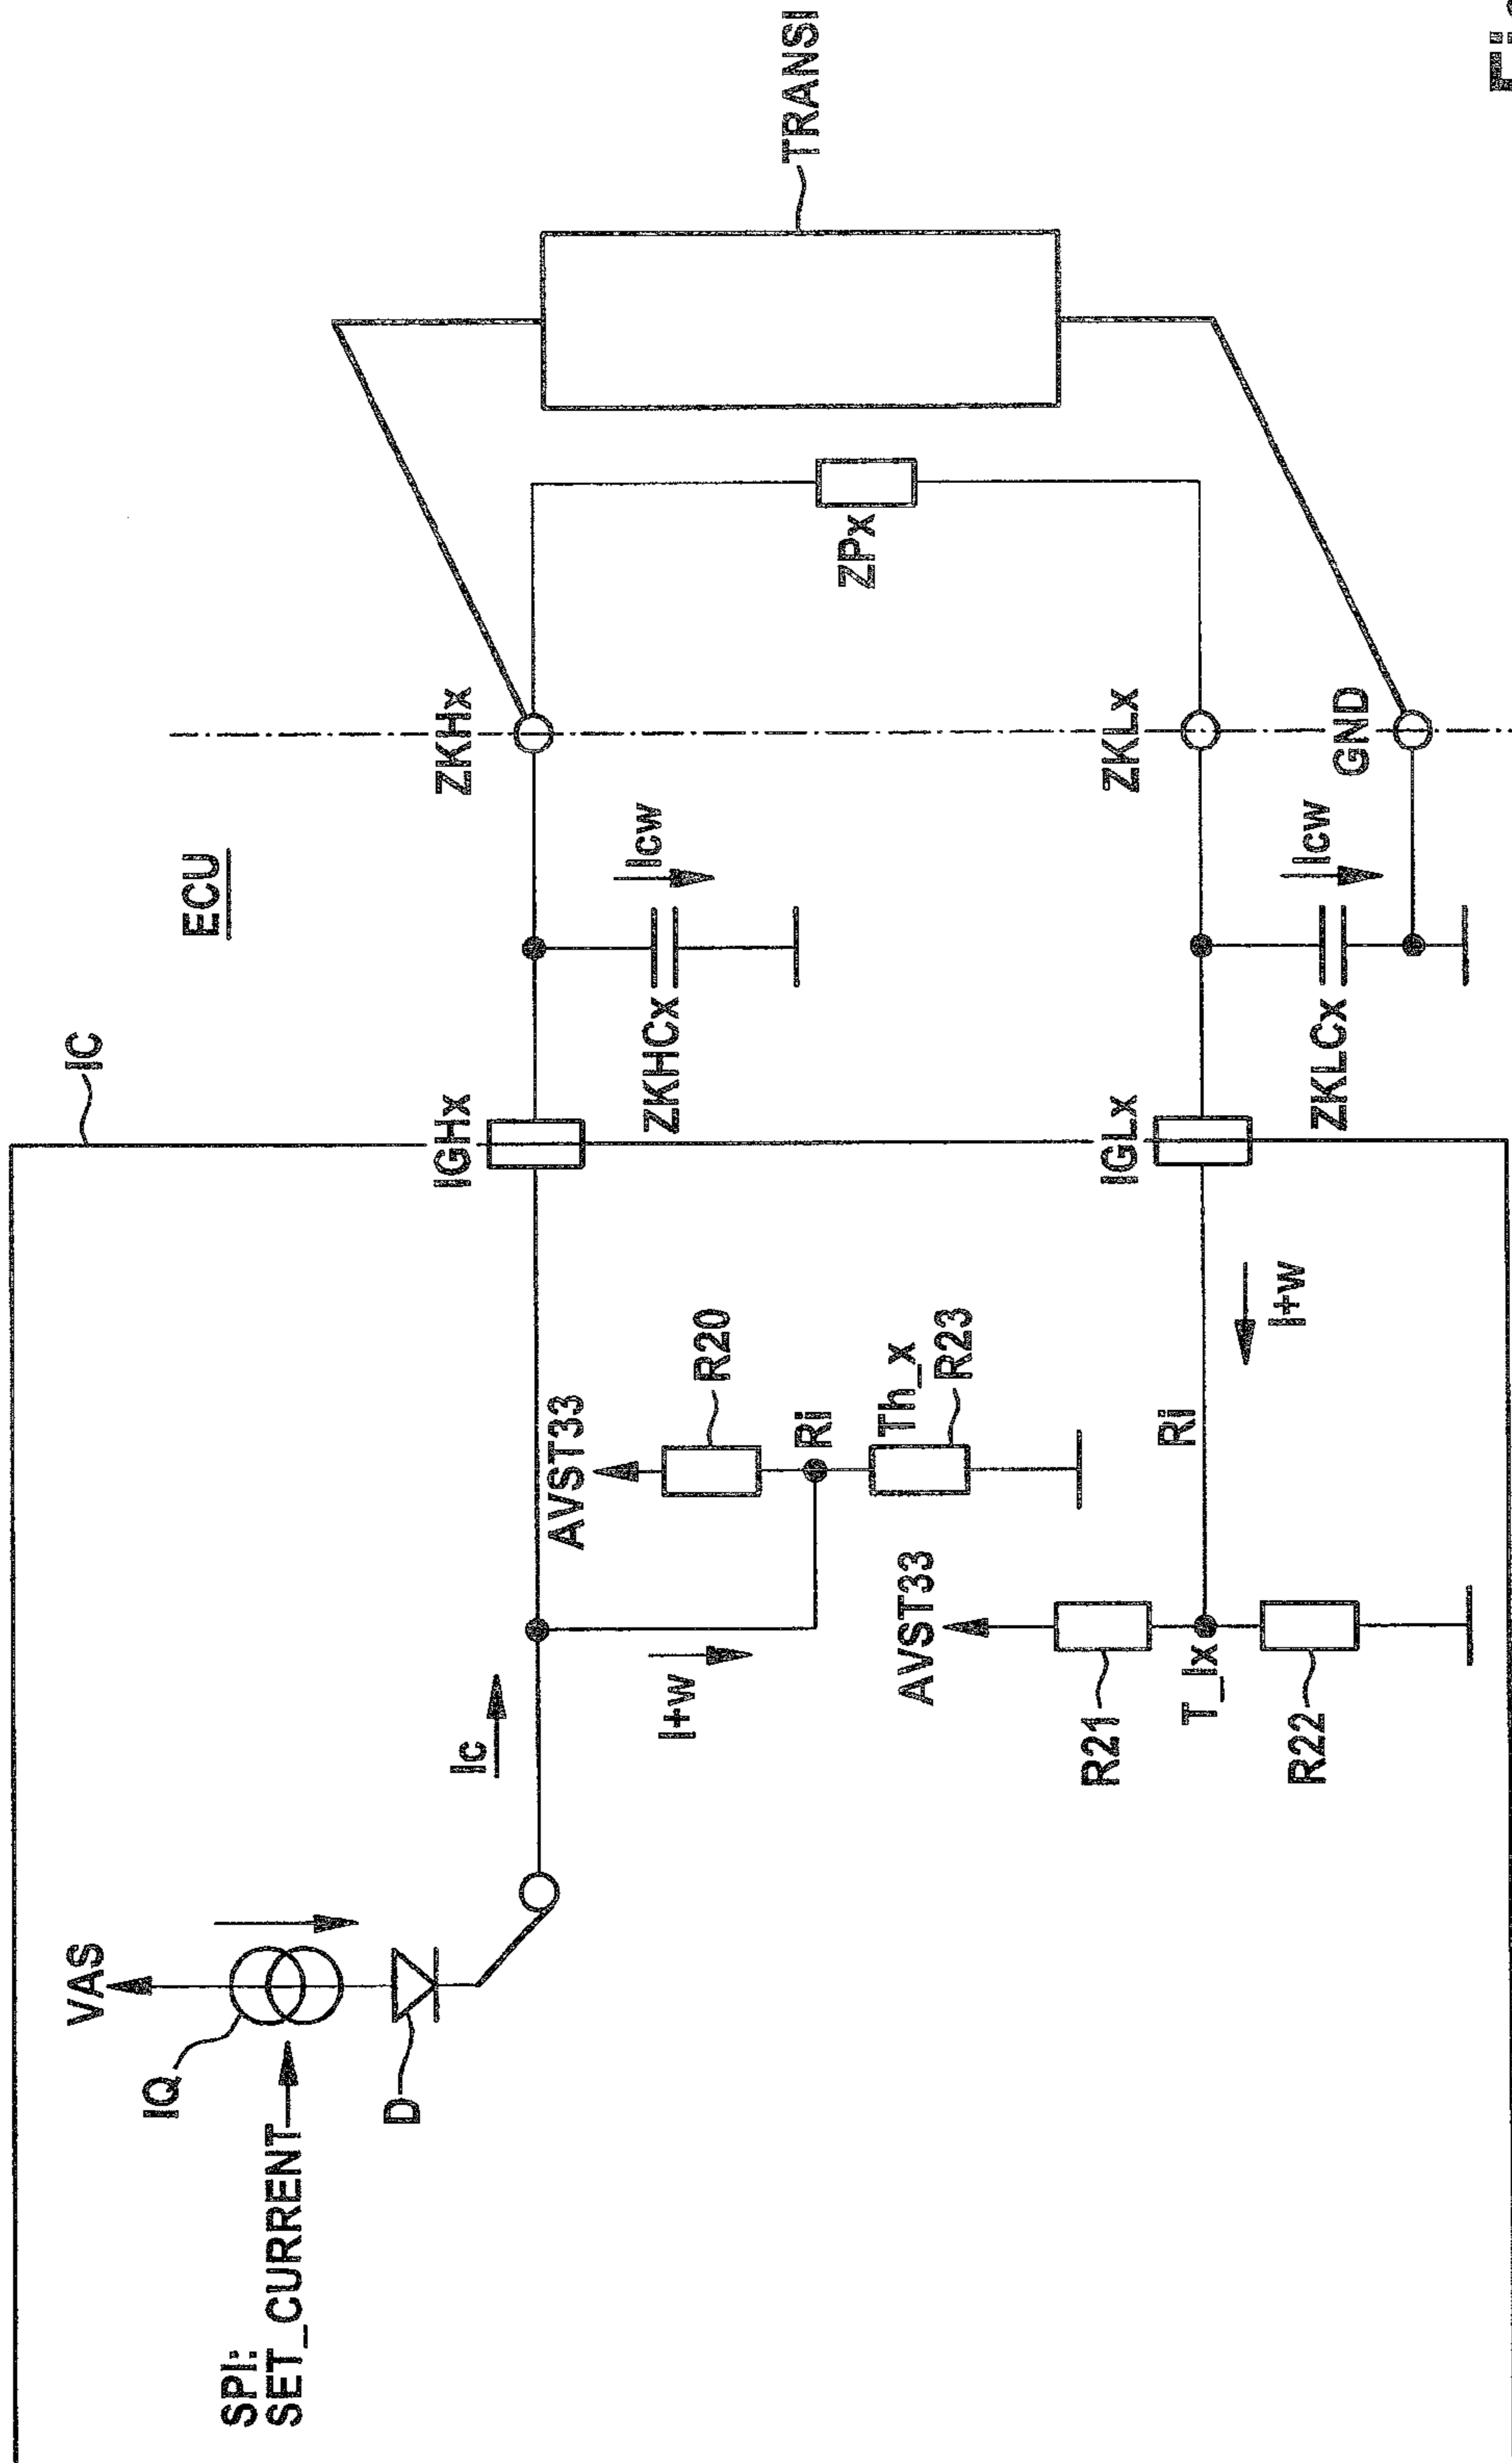 ECU
IC
VAS
IQ
SPI:
SET_CURRENT
D
Ic
I+W
AVST33
R20
Ri
Th_x
R23
AVST33
R21
T_lx
R22
Ri
I+W
IGHx
IGLx
ZKHCx
Icw
ZKLCx
Icw
ZKHx
ZKLx
GND
ZPx
TRANSI